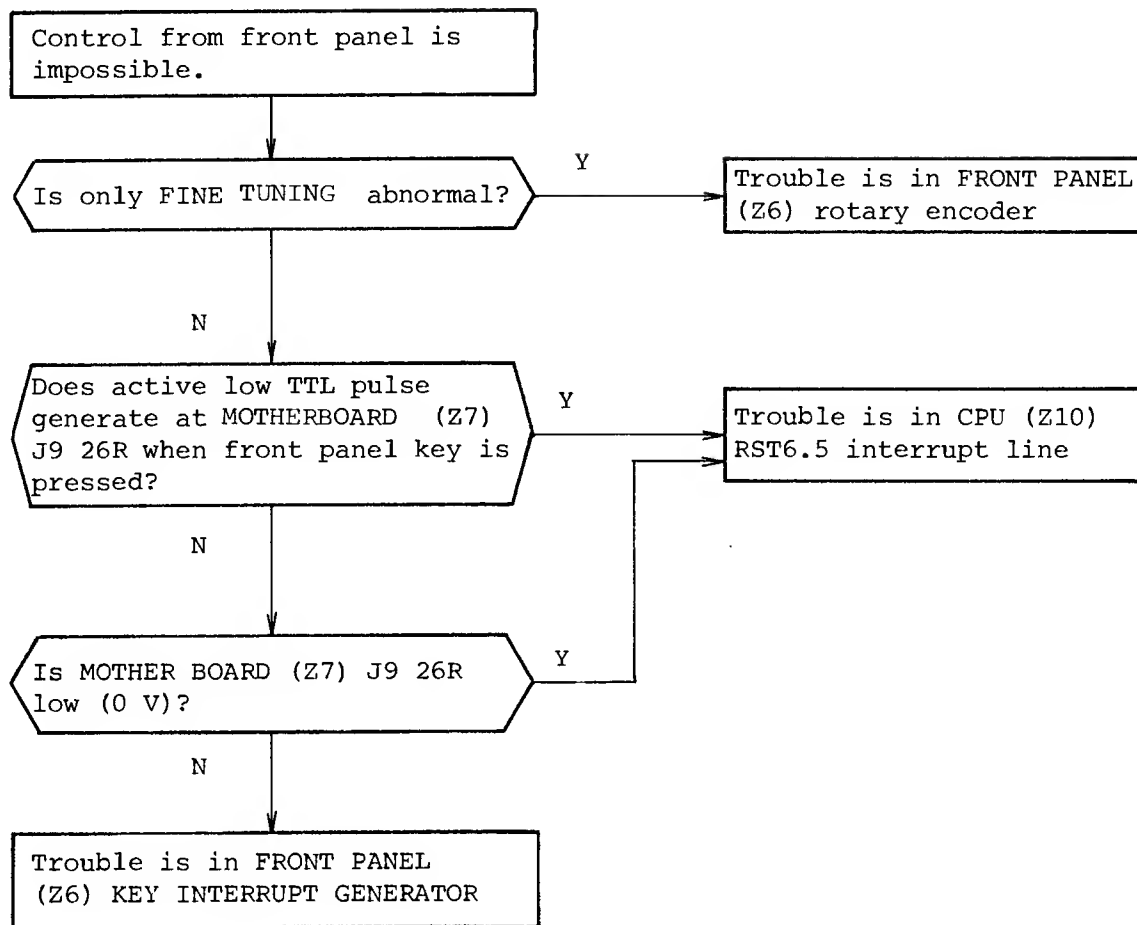 Control from front panel is
impossible.
Is only FINE TUNING abnormal?
Y
Trouble is in FRONT PANEL
(Z6) rotary encoder
N
Does active low TTL pulse
generate at MOTHERBOARD (Z7)
J9 26R when front panel key is
pressed?
Y
Trouble is in CPU (Z10)
RST6.5 interrupt line
N
Is MOTHER BOARD (Z7) J9 26R
low (0 V)?
Y
N
Trouble is in FRONT PANEL
(Z6) KEY INTERRUPT GENERATOR